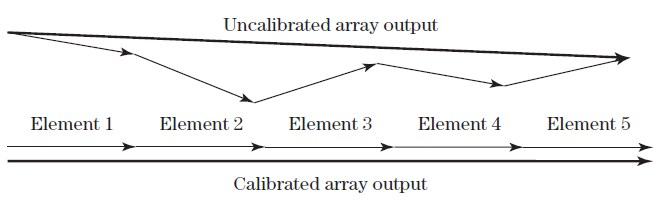 Uncalibrated array output
Element 1 Element 2 Element 3 Element 4 Element 5
Calibrated array output